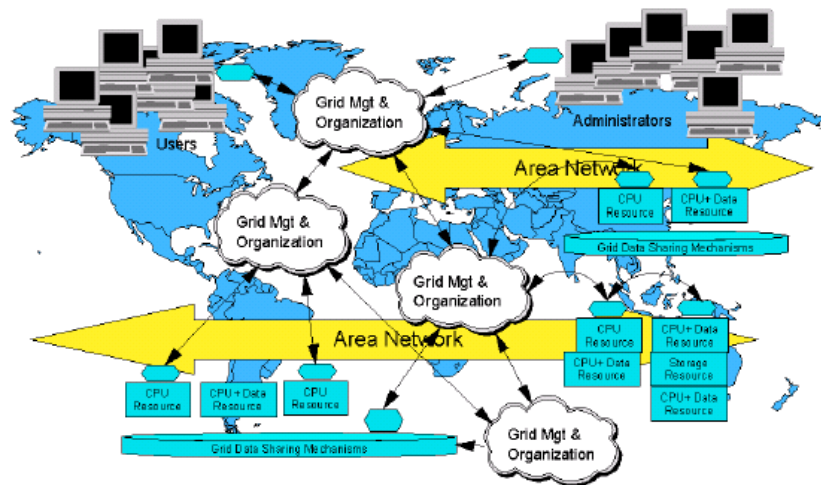 Grid Mgt &
Organization
Users
Administrators
Area Network
CPU
Resource
CPU+ Data
Resource
Grid Data Sharing Mechanisms
Grid Mgt &
Organization
Grid Mgt &
Organization
Area Network
CPU
Resource
CPU+ Data
Resource
CPU+ Data
Resource
Storage
Resource
CPU+ Data
Resource
CPU
Resource
CPU+ Data
Resource
CPU
Resource
Grid Data Sharing Mechanisms
Grid Mgt &
Organization